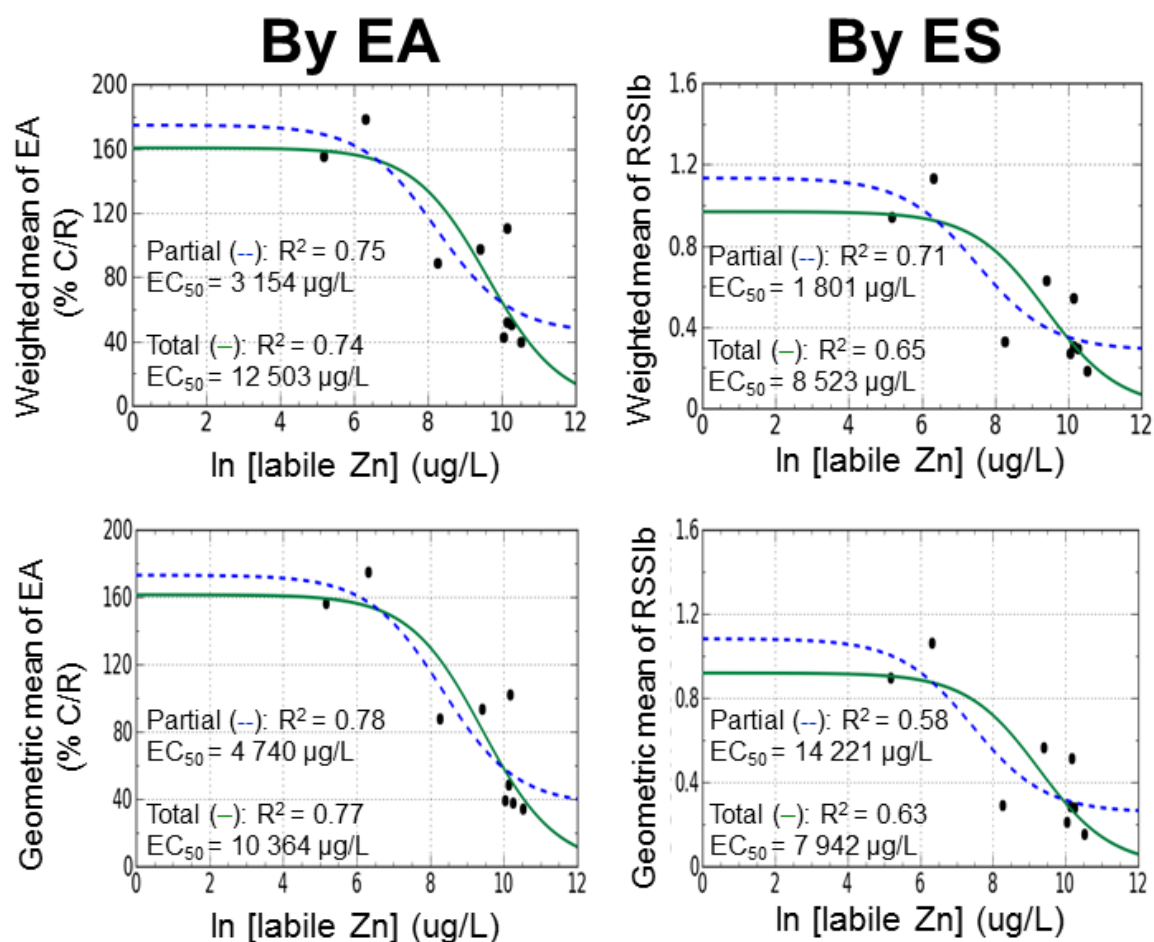 By EA
By ES
Weighted mean of EA
(% C/R)
200
160
120
80
40
0
Partial (--): R² = 0.75
EC₅₀ = 3 154 µg/L
Total (–): R² = 0.74
EC₅₀ = 12 503 µg/L
0 2 4 6 8 10 12
ln [labile Zn] (ug/L)
Weighted mean of RSSIb
1.6
1.2
0.8
0.4
0
Partial (--): R² = 0.71
EC₅₀ = 1 801 µg/L
Total (–): R² = 0.65
EC₅₀ = 8 523 µg/L
0 2 4 6 8 10 12
ln [labile Zn] (ug/L)
Geometric mean of EA
(% C/R)
200
160
120
80
40
0
Partial (--): R² = 0.78
EC₅₀ = 4 740 µg/L
Total (–): R² = 0.77
EC₅₀ = 10 364 µg/L
0 2 4 6 8 10 12
ln [labile Zn] (ug/L)
Geometric mean of RSSIb
1.6
1.2
0.8
0.4
0
Partial (--): R² = 0.58
EC₅₀ = 14 221 µg/L
Total (–): R² = 0.63
EC₅₀ = 7 942 µg/L
0 2 4 6 8 10 12
ln [labile Zn] (ug/L)